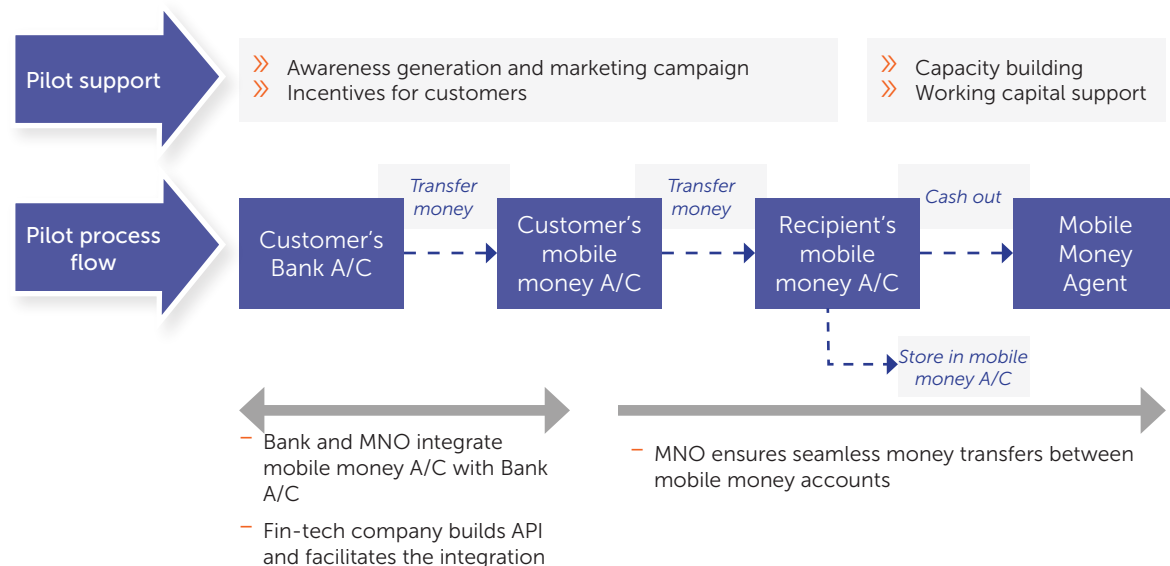 Pilot support
Awareness generation and marketing campaign
Incentives for customers
Capacity building
Working capital support
Pilot process
flow
Customer's
Bank A/C
Transfer
money
Customer's
mobile
money A/C
Transfer
money
Recipient's
mobile
money A/C
Cash out
Mobile
Money
Agent
Store in mobile
money A/C
– Bank and MNO integrate
mobile money A/C with Bank
A/C
– Fin-tech company builds API
and facilitates the integration
– MNO ensures seamless money transfers between
mobile money accounts